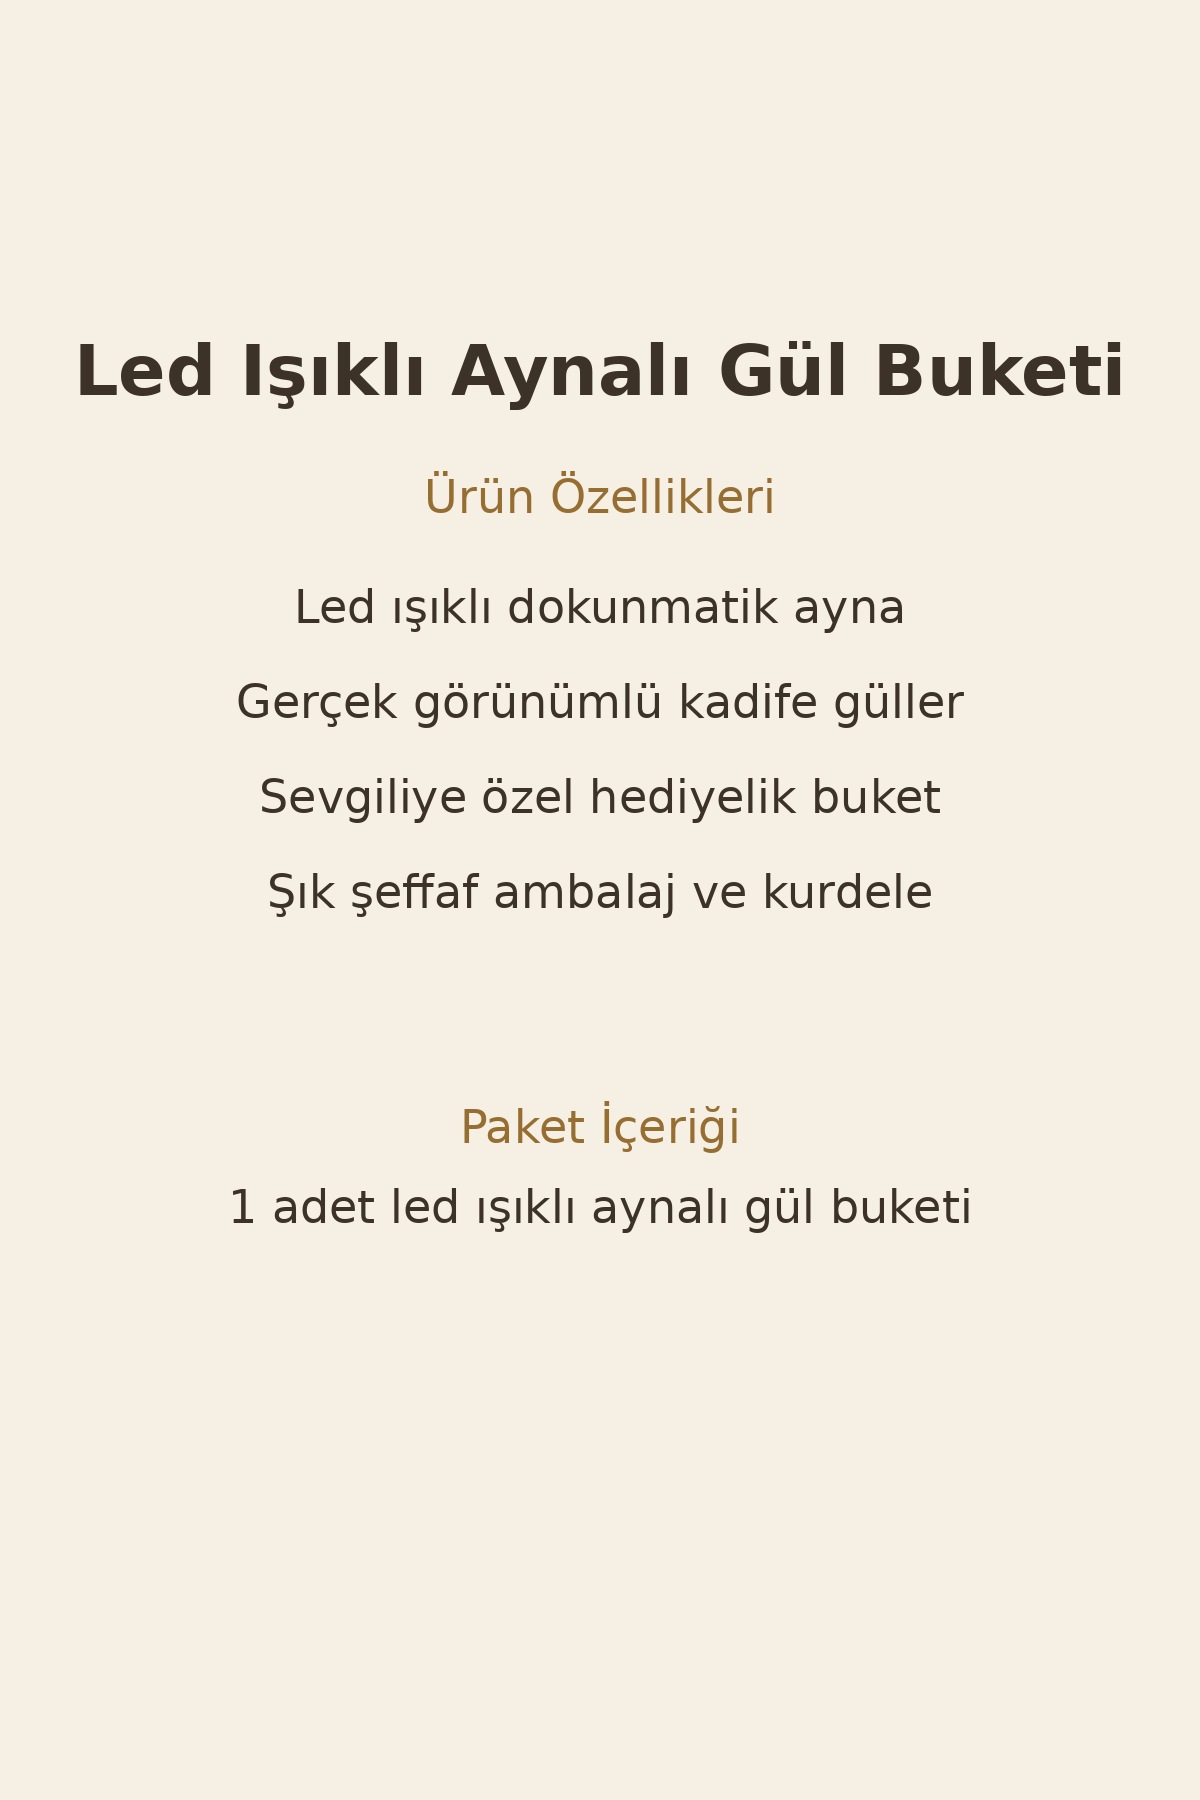 Led Işıklı Aynalı Gül Buketi
Ürün Özellikleri
Led ışıklı dokunmatik ayna
Gerçek görünümlü kadife güller
Sevgiliye özel hediyelik buket
Şık şeffaf ambalaj ve kurdele
Paket İçeriği
1 adet led ışıklı aynalı gül buketi